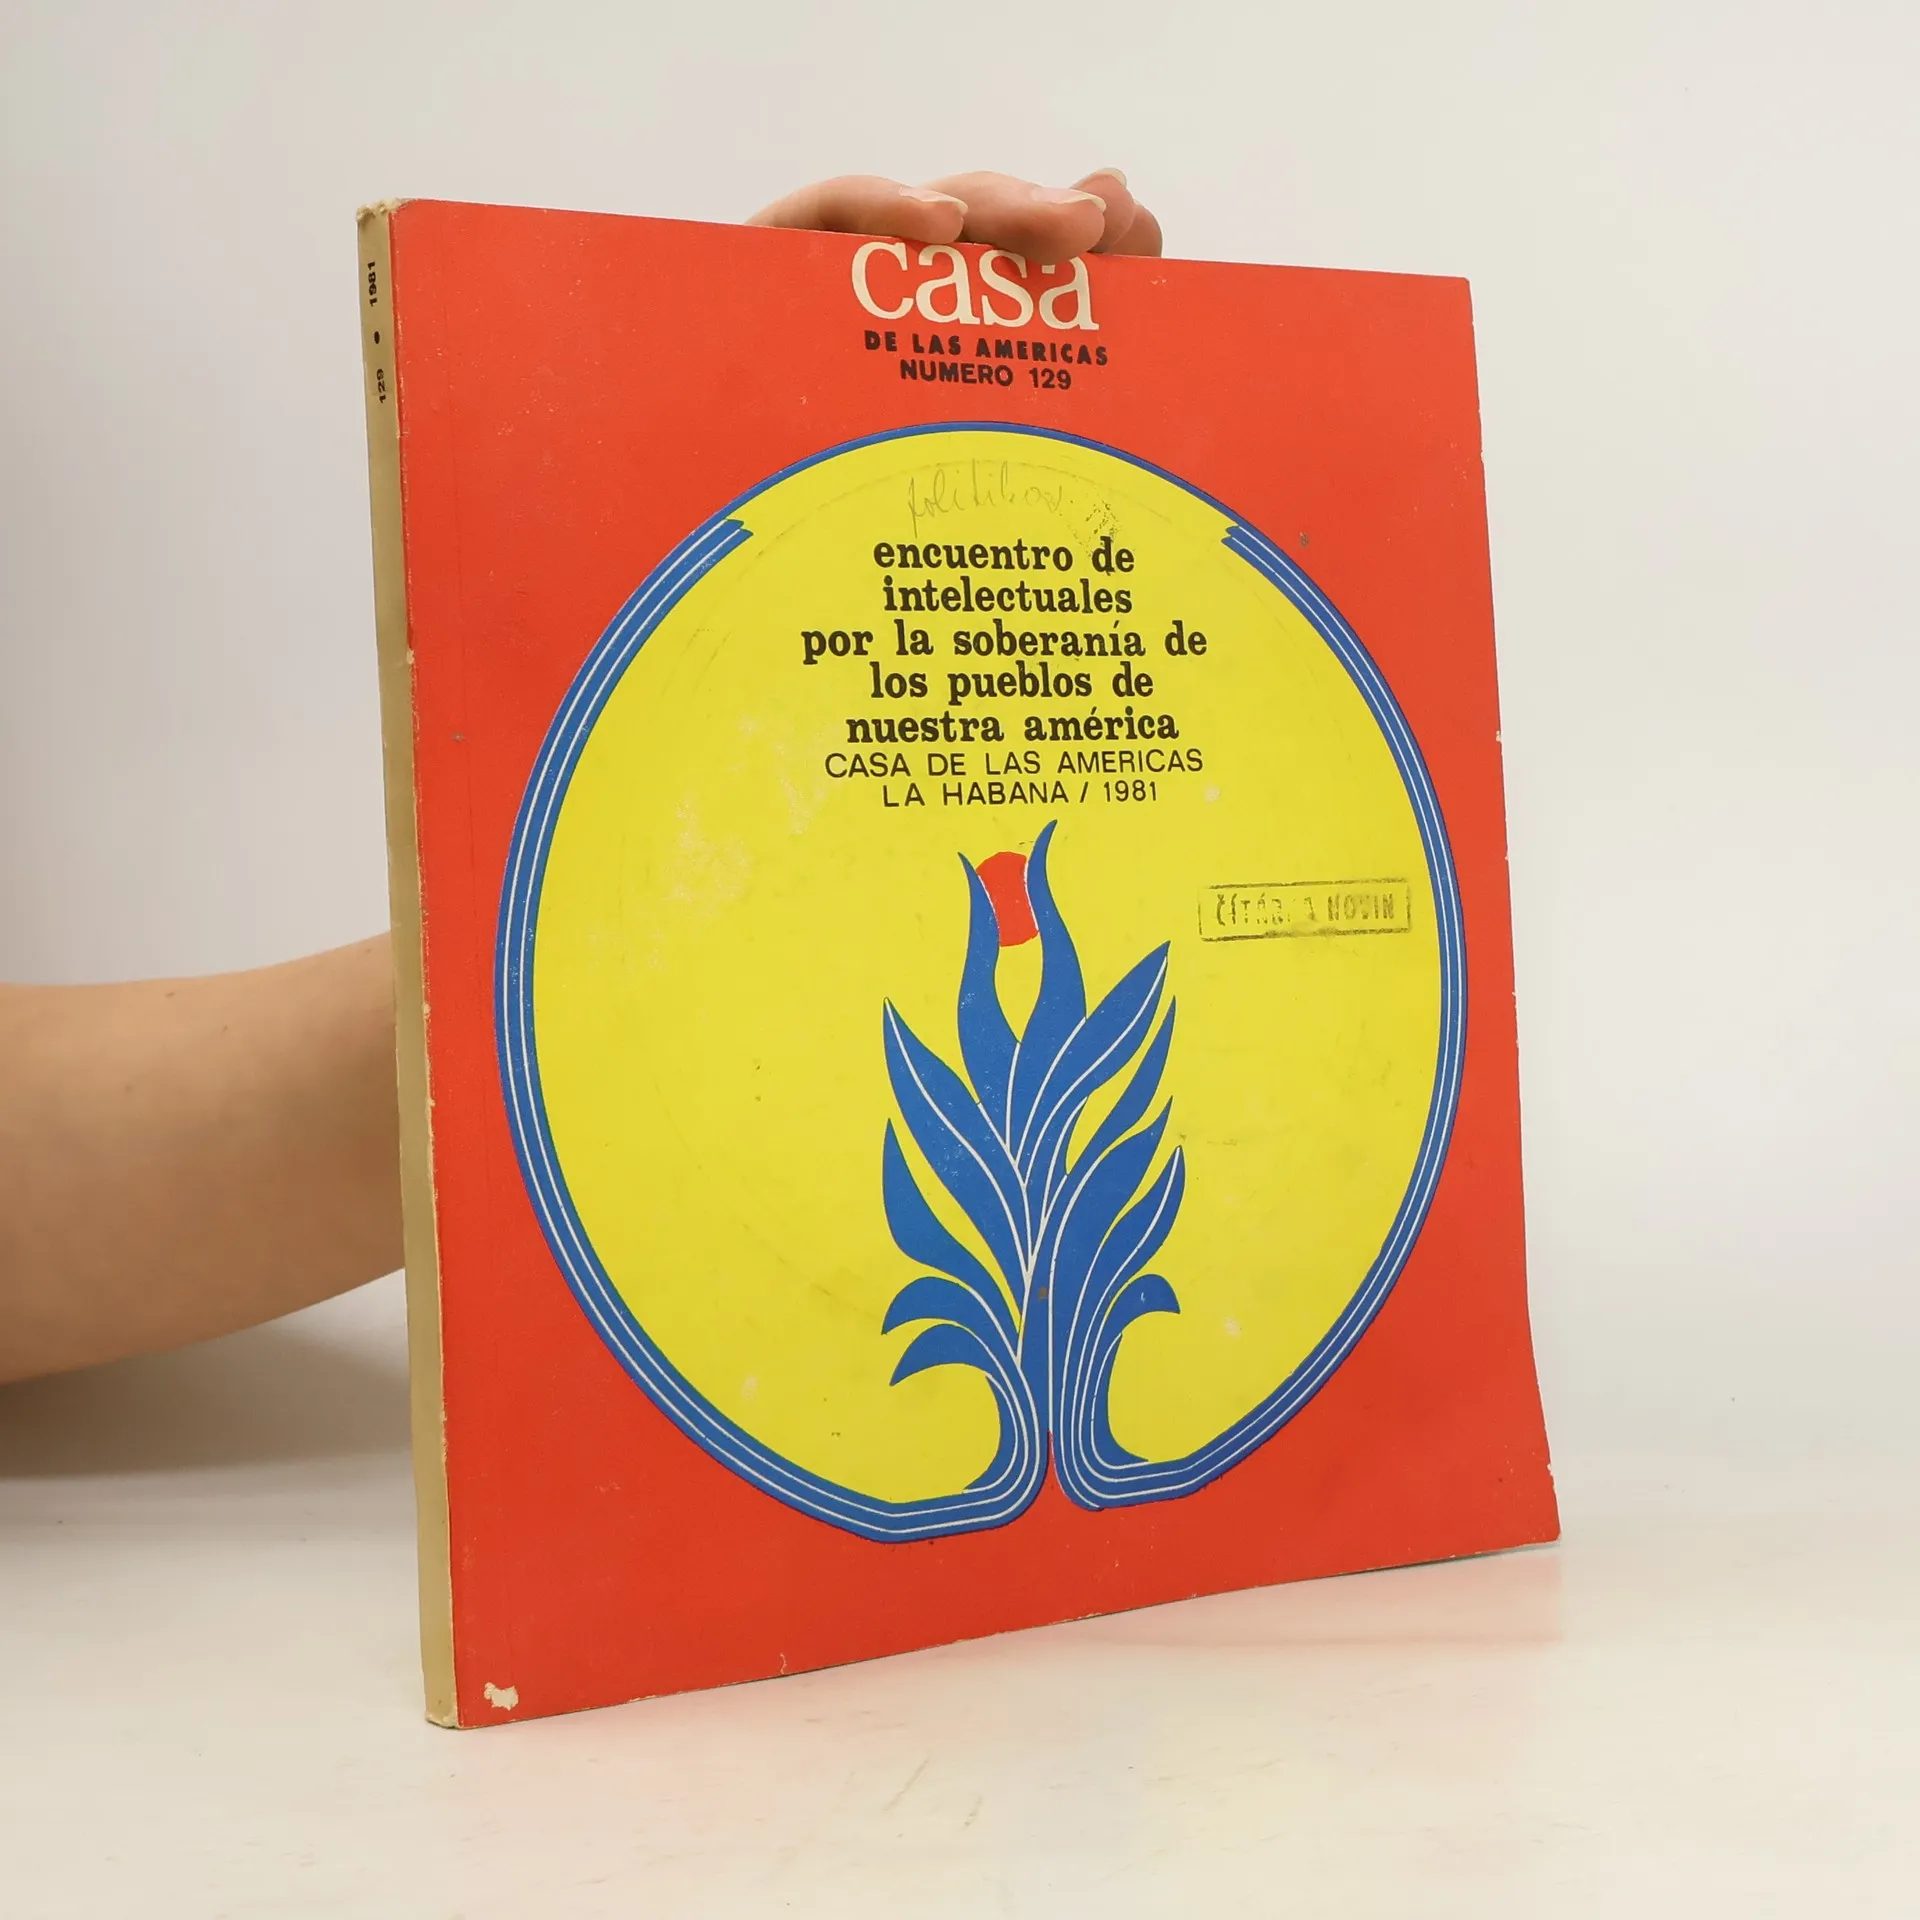 casa
DE LAS AMERICAS
NUMERO 129
encuentro de
intelectuales
por la soberanía de
los pueblos de
nuestra américa
CASA DE LAS AMERICAS
LA HABANA / 1981
NOVIN
129 • 1981